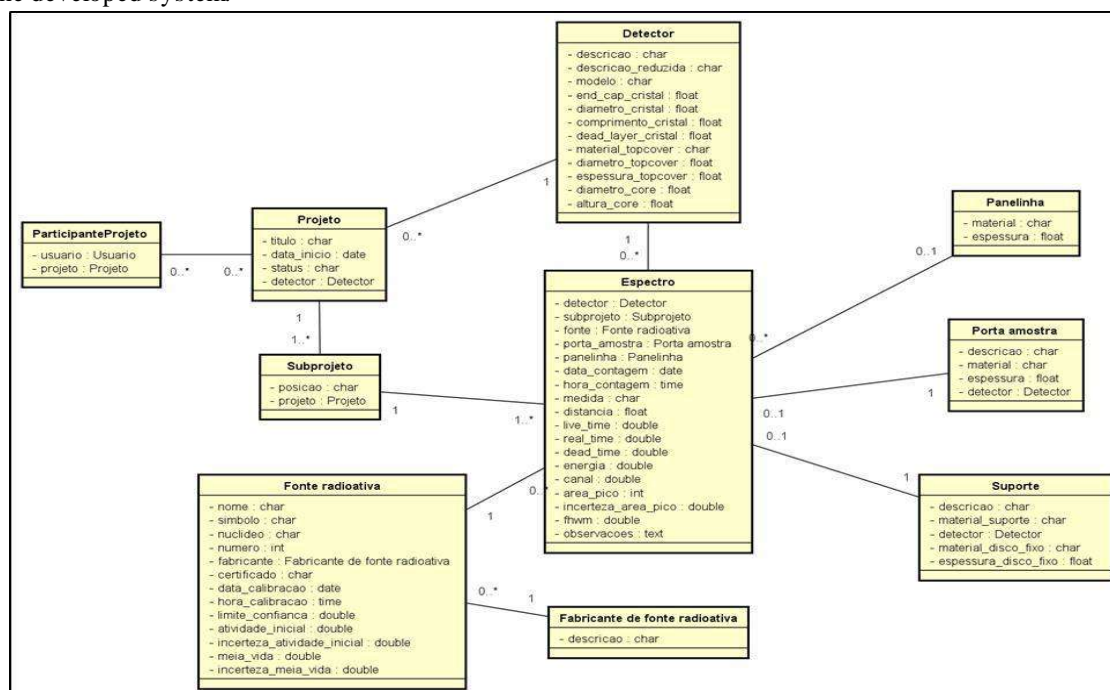 he developed system.
Detector
- descricao : char
- descricao_reduzida : char
- modelo : char
- end_cap_cristal : float
- diametro_cristal : float
- comprimento_cristal : float
- dead_layer_cristal : float
- material_topcover : char
- diametro_topcover : float
- espessura_topcover : float
- diametro_core : float
- altura_core : float
1
0..*
1
0..*
ParticipanteProjeto
- usuario : Usuario
- projeto : Projeto
0..*
0..*
Projeto
- titulo : char
- data_inicio : date
- status : char
- detector : Detector
1
1..*
Subprojeto
- posicao : char
- projeto : Projeto
1
1..*
Espectro
- detector : Detector
- subprojeto : Subprojeto
- fonte : Fonte radioativa
- porta_amostra : Porta amostra
- panelinha : Panelinha
- data_contagem : date
- hora_contagem : time
- medida : char
- distancia : float
- live_time : double
- real_time : double
- dead_time : double
- energia : double
- canal : double
- area_pico : int
- incerteza_area_pico : double
- fhwm : double
- observacoes : text
Panelinha
- material : char
- espessura : float
0..1
0..*
Porta amostra
- descricao : char
- material : char
- espessura : float
- detector : Detector
1
0..1
0..1
1
Suporte
- descricao : char
- material_suporte : char
- detector : Detector
- material_disco_fixo : char
- espessura_disco_fixo : float
Fonte radioativa
- nome : char
- simbolo : char
- nuclideo : char
- numero : int
- fabricante : Fabricante de fonte radioativa
- certificado : char
- data_calibracao : date
- hora_calibracao : time
- limite_confianca : double
- atividade_inicial : double
- incerteza_atividade_inicial : double
- meia_vida : double
- incerteza_meia_vida : double
1
0..*
0..*
1
Fabricante de fonte radioativa
- descricao : char